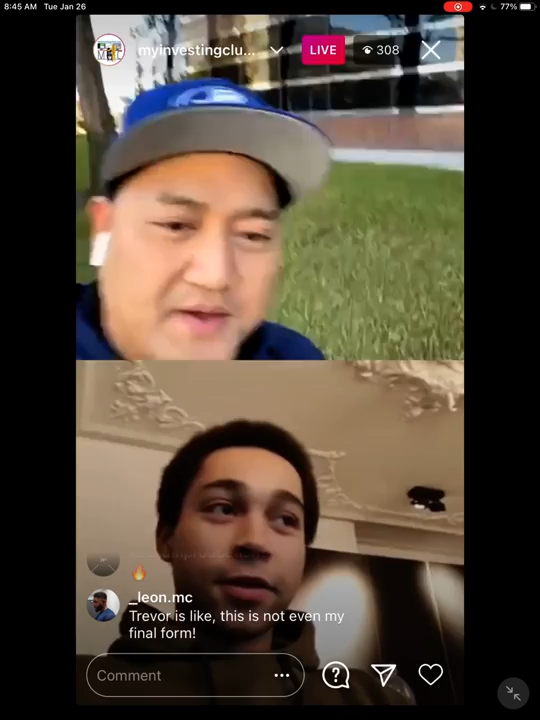 8:45 AM Tue Jan 26
77%
myinvestingclu...
LIVE
308
🔥
_leon.mc
Trevor is like, this is not even my
final form!
Comment